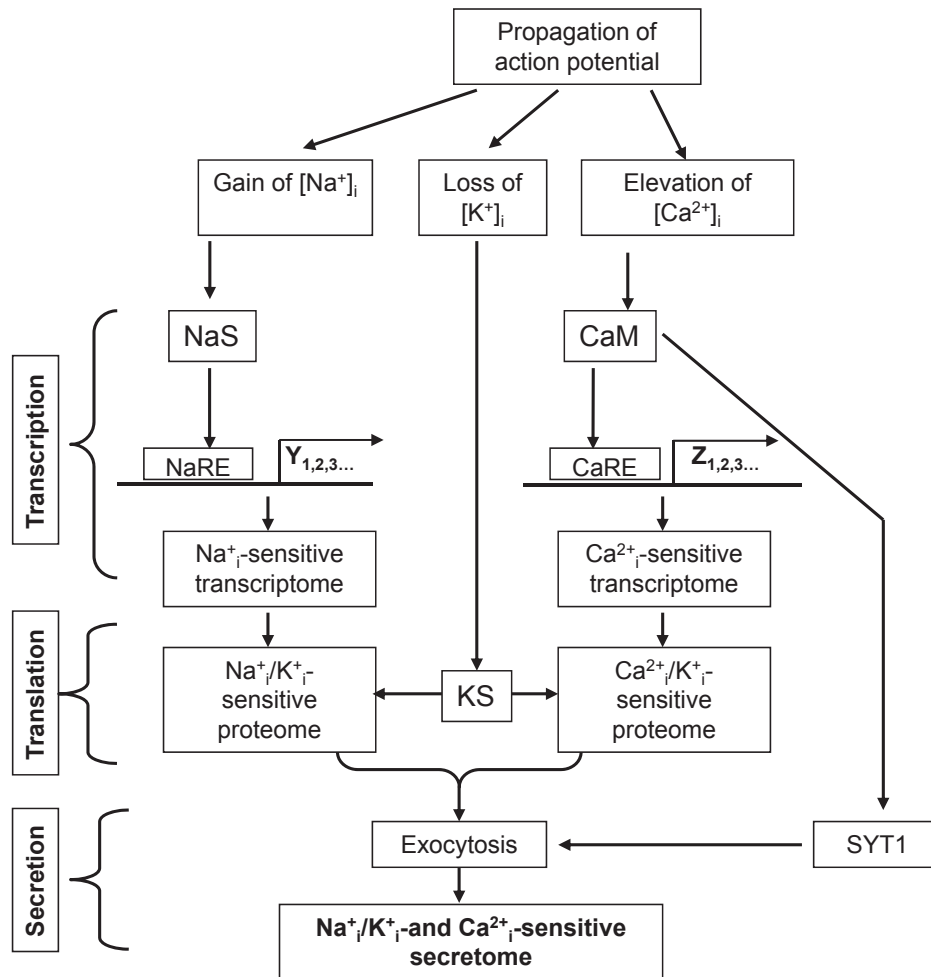 Propagation of
action potential
Gain of [Na⁺]ᵢ
Loss of
[K⁺]ᵢ
Elevation of
[Ca²⁺]ᵢ
Transcription
NaS
CaM
NaRE
Y₁,₂,₃...
CaRE
Z₁,₂,₃...
Na⁺ᵢ-sensitive
transcriptome
Ca²⁺ᵢ-sensitive
transcriptome
Translation
Na⁺ᵢ/K⁺ᵢ-
sensitive
proteome
KS
Ca²⁺ᵢ/K⁺ᵢ-
sensitive
proteome
Secretion
Exocytosis
SYT1
Na⁺ᵢ/K⁺ᵢ-and Ca²⁺ᵢ-sensitive
secretome